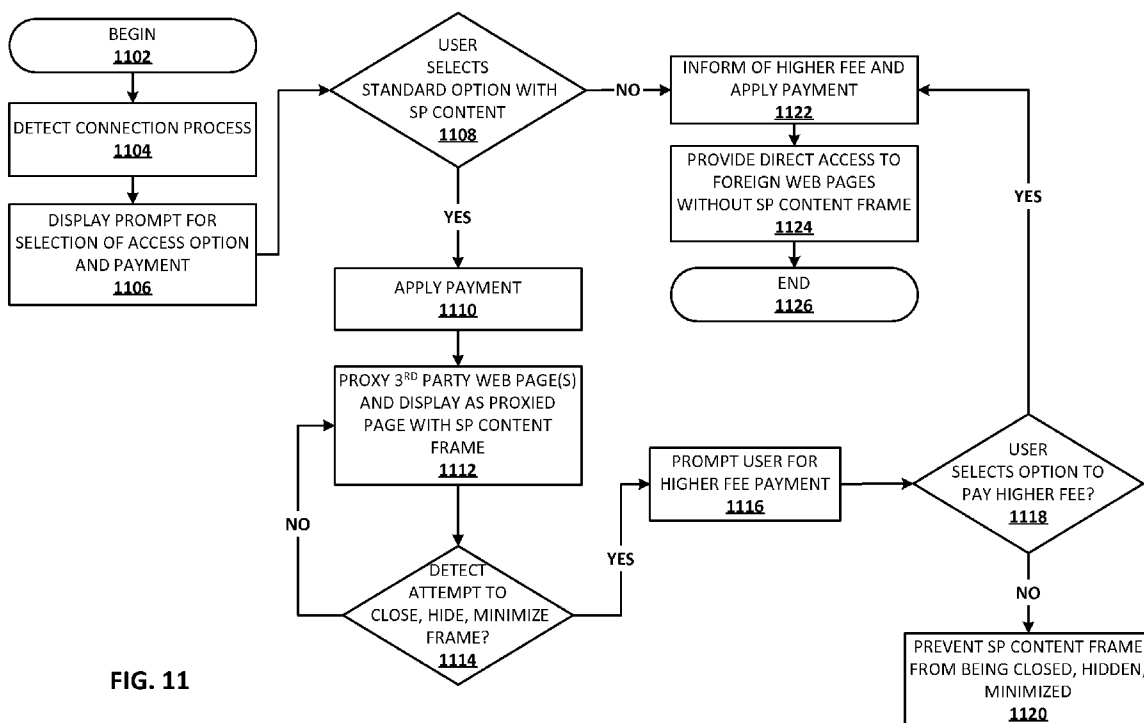 BEGIN
1102
DETECT CONNECTION PROCESS
1104
DISPLAY PROMPT FOR
SELECTION OF ACCESS OPTION
AND PAYMENT
1106
USER
SELECTS
STANDARD OPTION WITH
SP CONTENT
1108
NO
YES
APPLY PAYMENT
1110
PROXY 3RD PARTY WEB PAGE(S)
AND DISPLAY AS PROXIED
PAGE WITH SP CONTENT
FRAME
1112
NO
DETECT
ATTEMPT TO
CLOSE, HIDE, MINIMIZE
FRAME?
1114
YES
PROMPT USER FOR
HIGHER FEE PAYMENT
1116
USER
SELECTS OPTION TO
PAY HIGHER FEE?
1118
YES
NO
PREVENT SP CONTENT FRAME
FROM BEING CLOSED, HIDDEN,
MINIMIZED
1120
INFORM OF HIGHER FEE AND
APPLY PAYMENT
1122
PROVIDE DIRECT ACCESS TO
FOREIGN WEB PAGES
WITHOUT SP CONTENT FRAME
1124
END
1126
FIG. 11